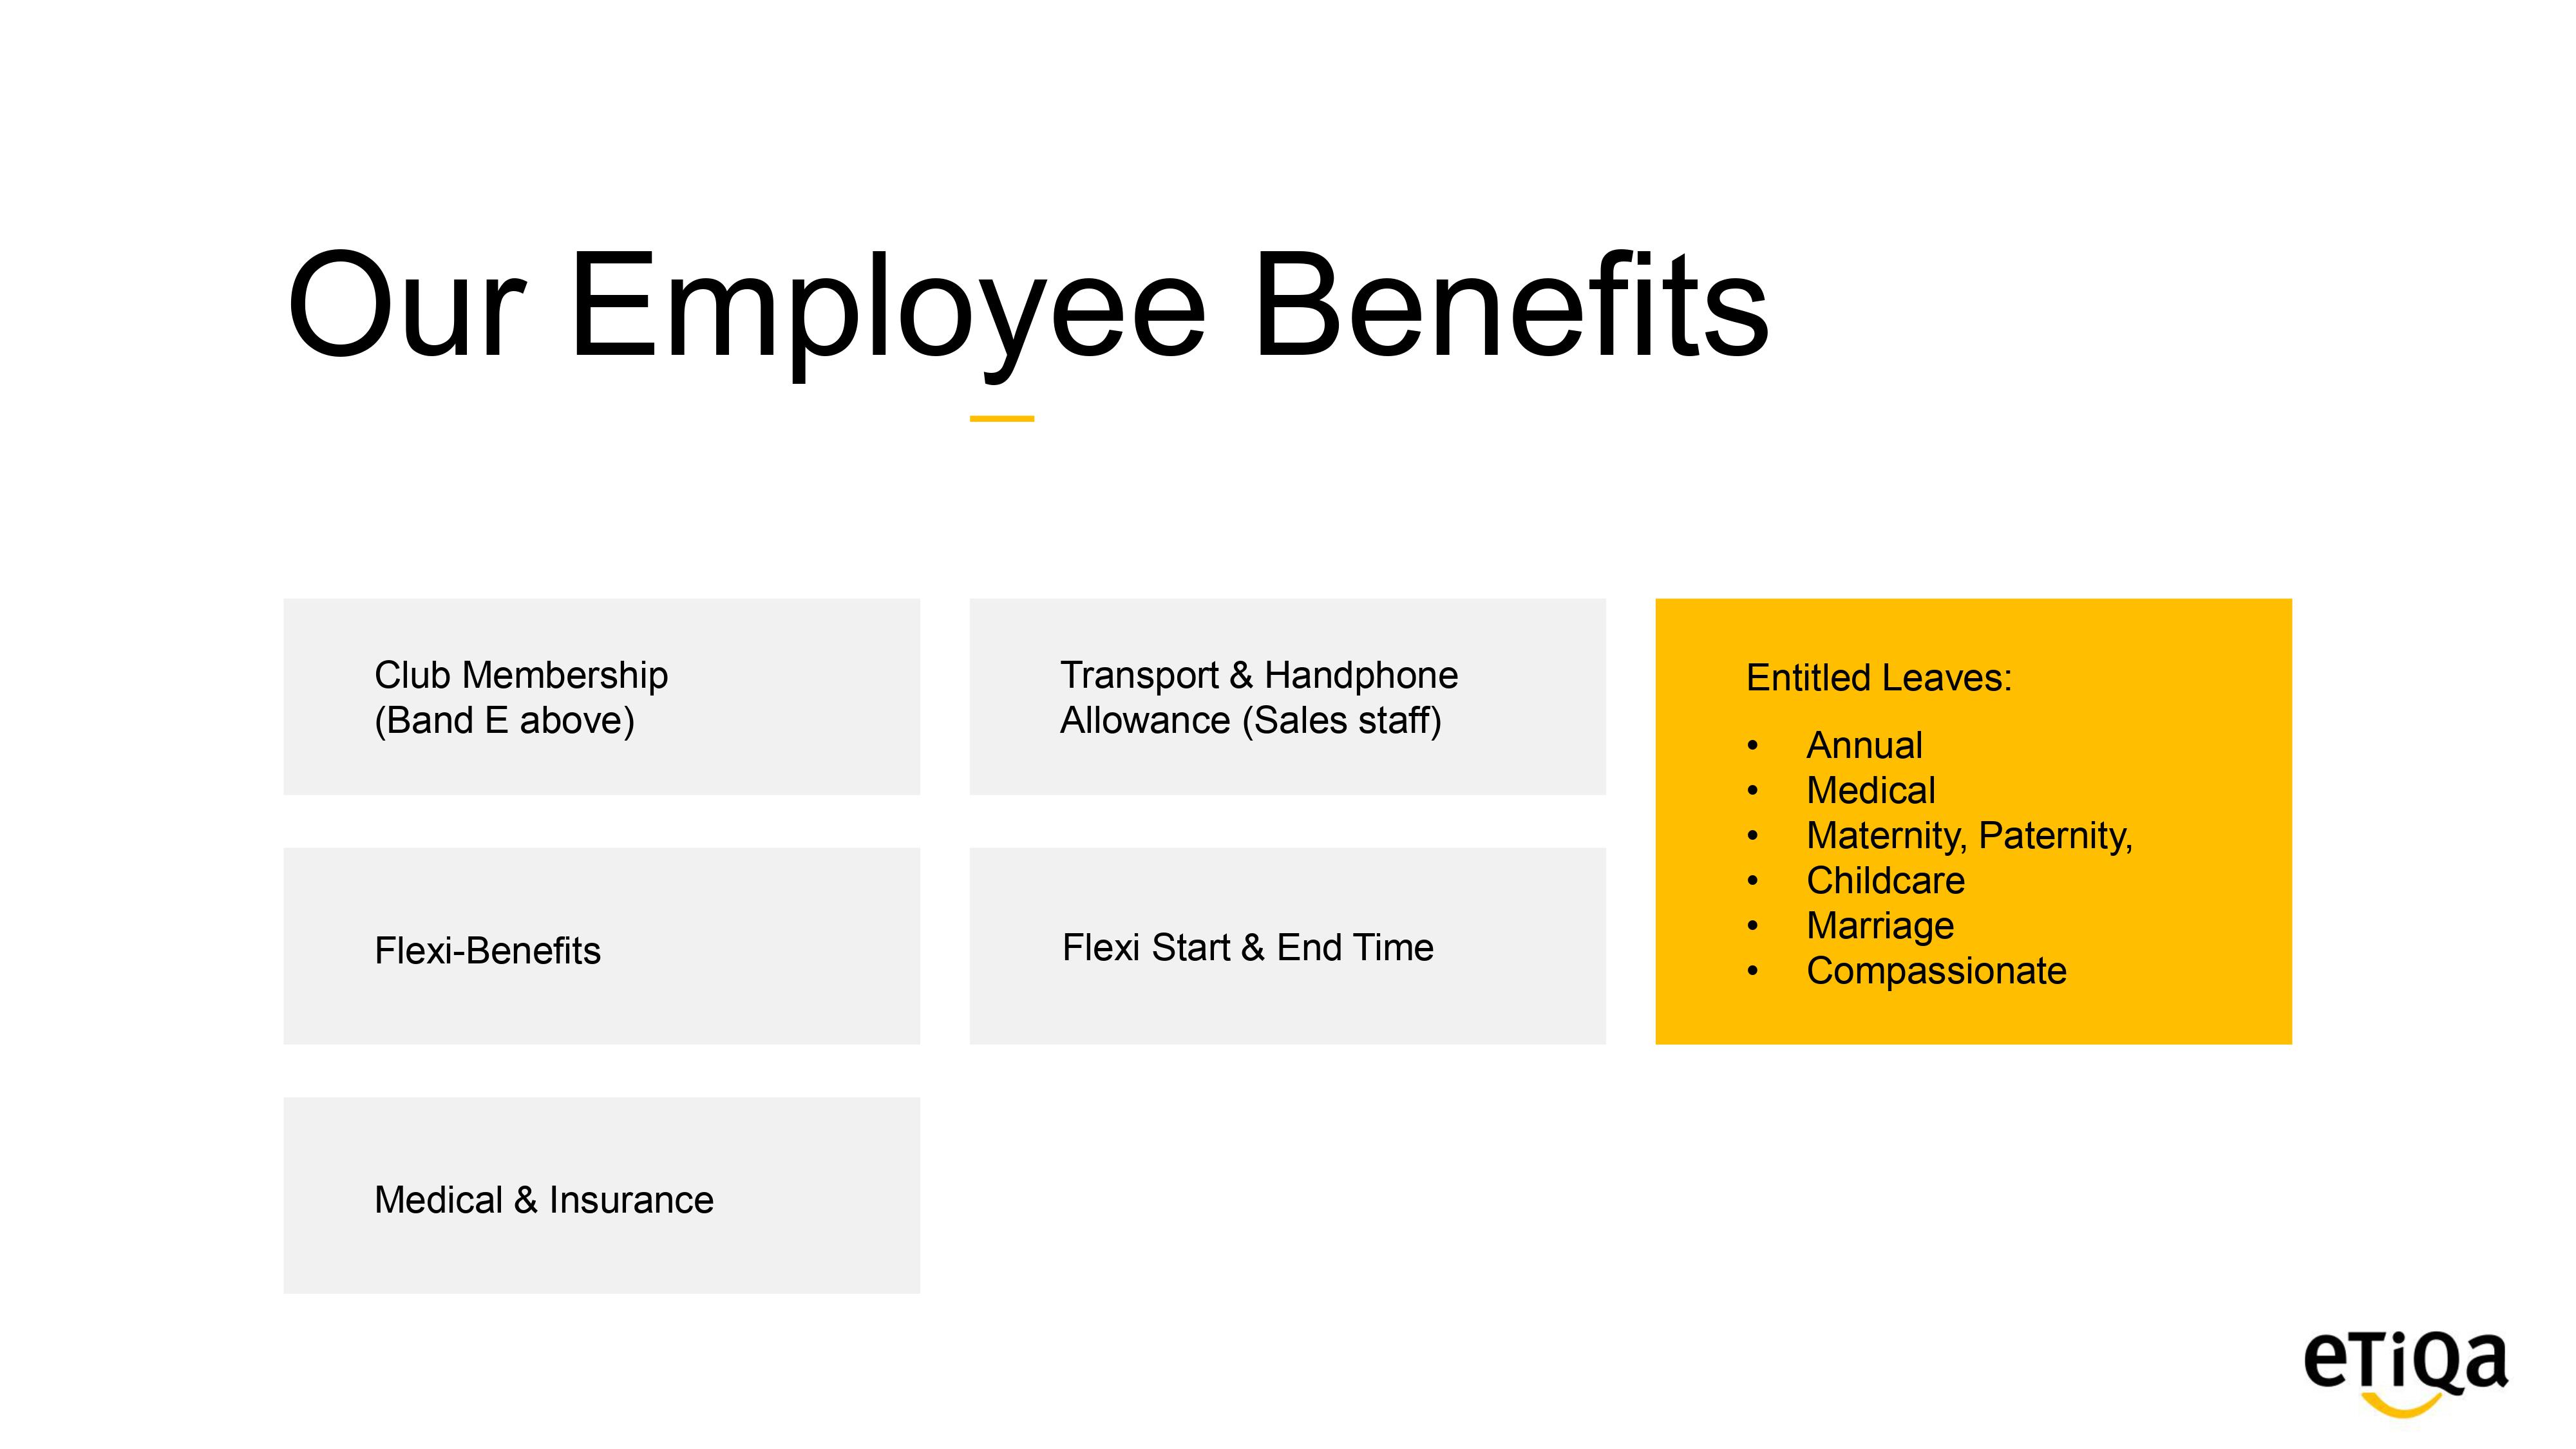 Our Employee Benefits
Club Membership
(Band E above)
Transport & Handphone
Allowance (Sales staff)
Entitled Leaves:
• Annual
• Medical
• Maternity, Paternity,
• Childcare
• Marriage
• Compassionate
Flexi-Benefits
Flexi Start & End Time
Medical & Insurance
eTiQa